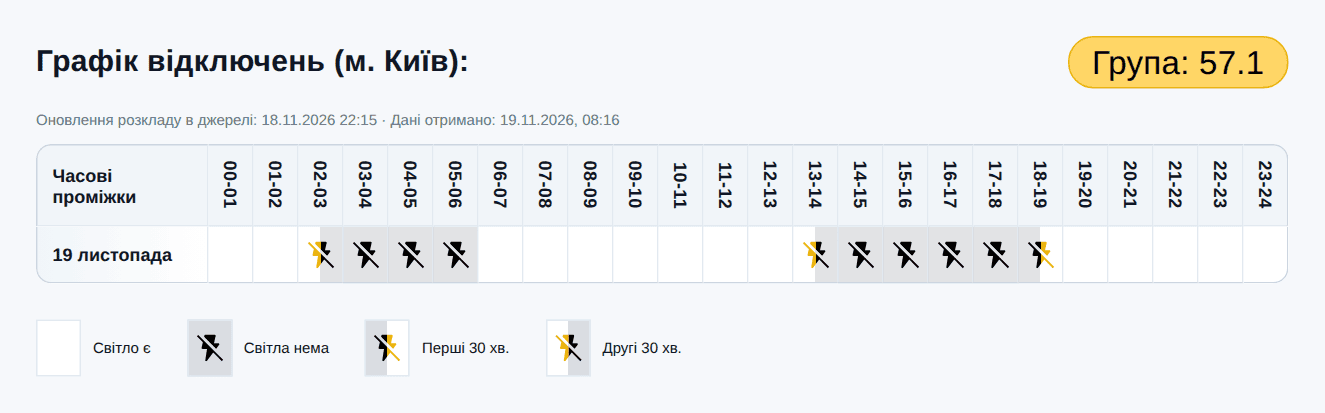 Графік відключень (м. Київ):
Група: 57.1
Оновлення розкладу в джерелі: 18.11.2026 22:15 · Дані отримано: 19.11.2026, 08:16
Часові
проміжки
00-01
01-02
02-03
03-04
04-05
05-06
06-07
07-08
08-09
09-10
10-11
11-12
12-13
13-14
14-15
15-16
16-17
17-18
18-19
19-20
20-21
21-22
22-23
23-24
19 листопада
Світло є
Світла нема
Перші 30 хв.
Другі 30 хв.